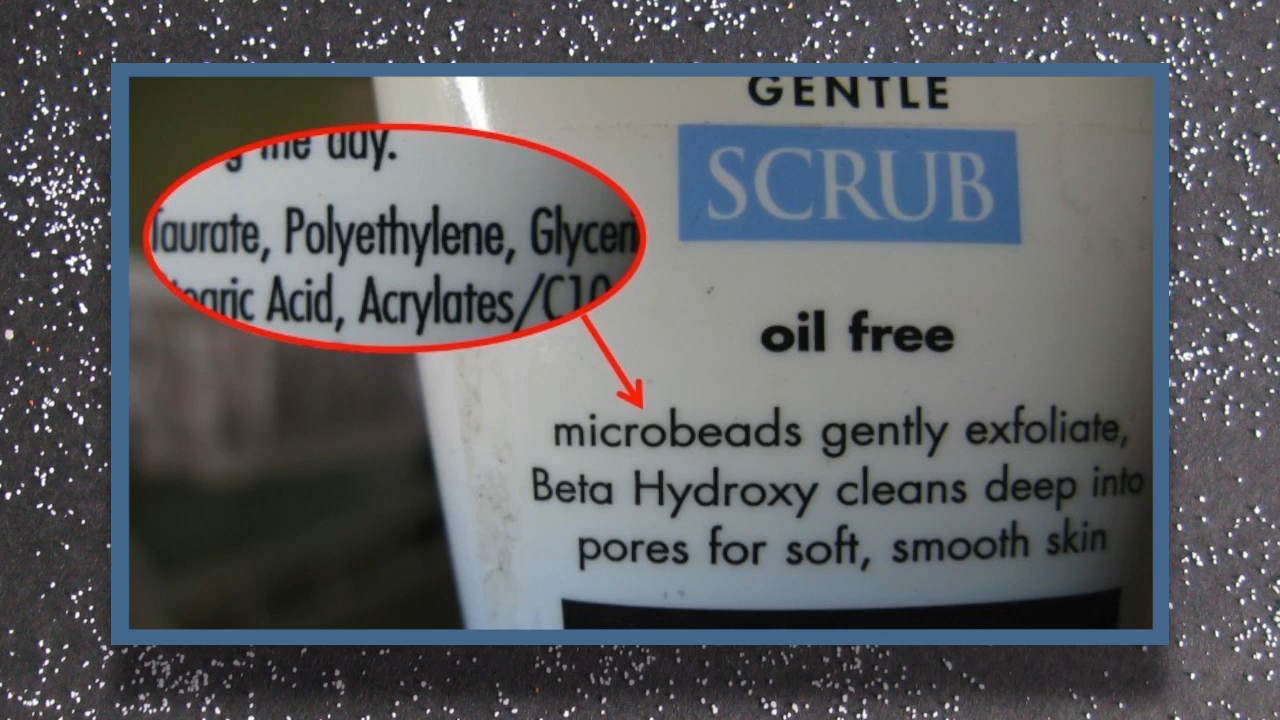 GENTLE
SCRUB
oil free
microbeads gently exfoliate,
Beta Hydroxy cleans deep into
pores for soft, smooth skin
the day.
Taurate, Polyethylene,
Acid, Acrylates/C10